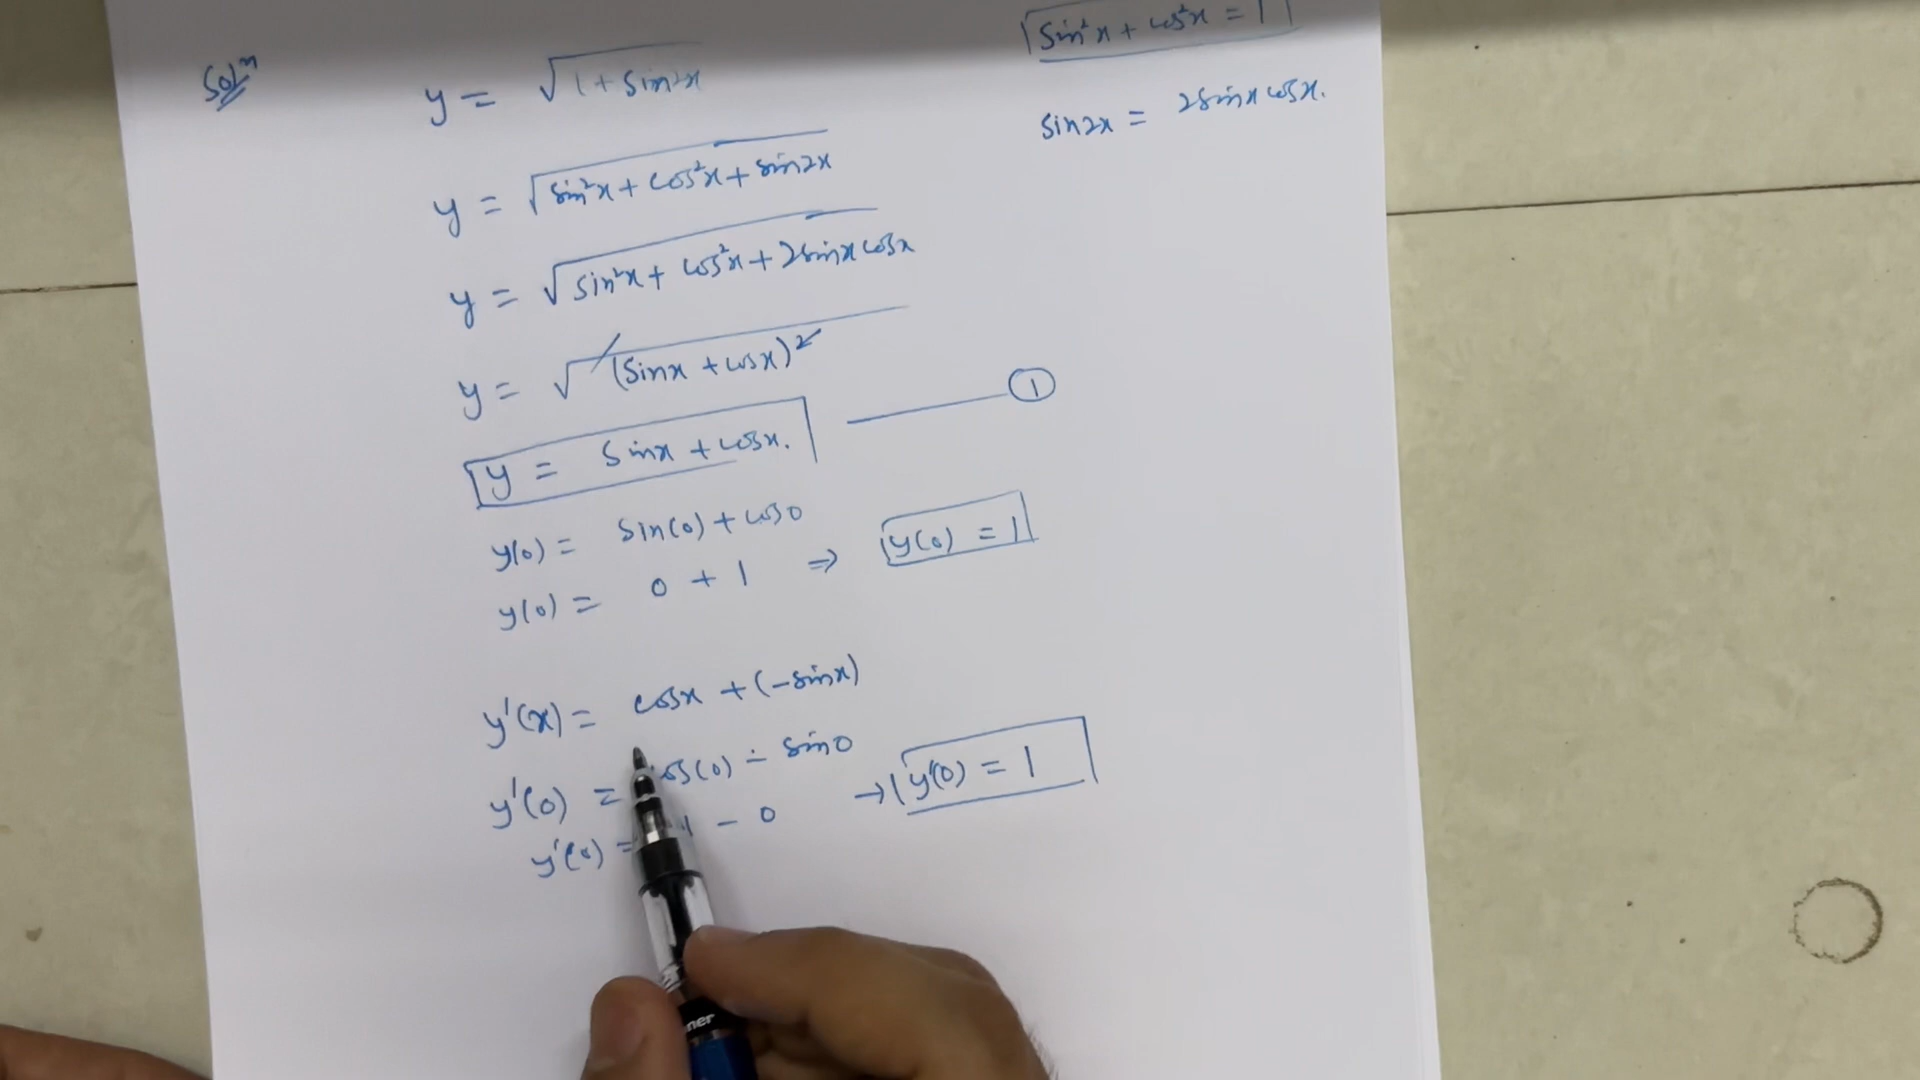 Solⁿ
y = √1 + sin2x
sin²x + cos²x = 1
sin2x = 2sinx cosx.
y = √sin²x + cos²x + sin2x
y = √sin²x + cos²x + 2sinx cosx
y = √(sinx + cosx)²
y = sinx + cosx. ——— ①
y(0) = sin(0) + cos0
y(0) = 0 + 1 ⇒ y(0) = 1
y'(x) = cosx + (-sinx)
y'(0) = cos(0) - sin0
y'(0) = 1 - 0 → y'(0) = 1